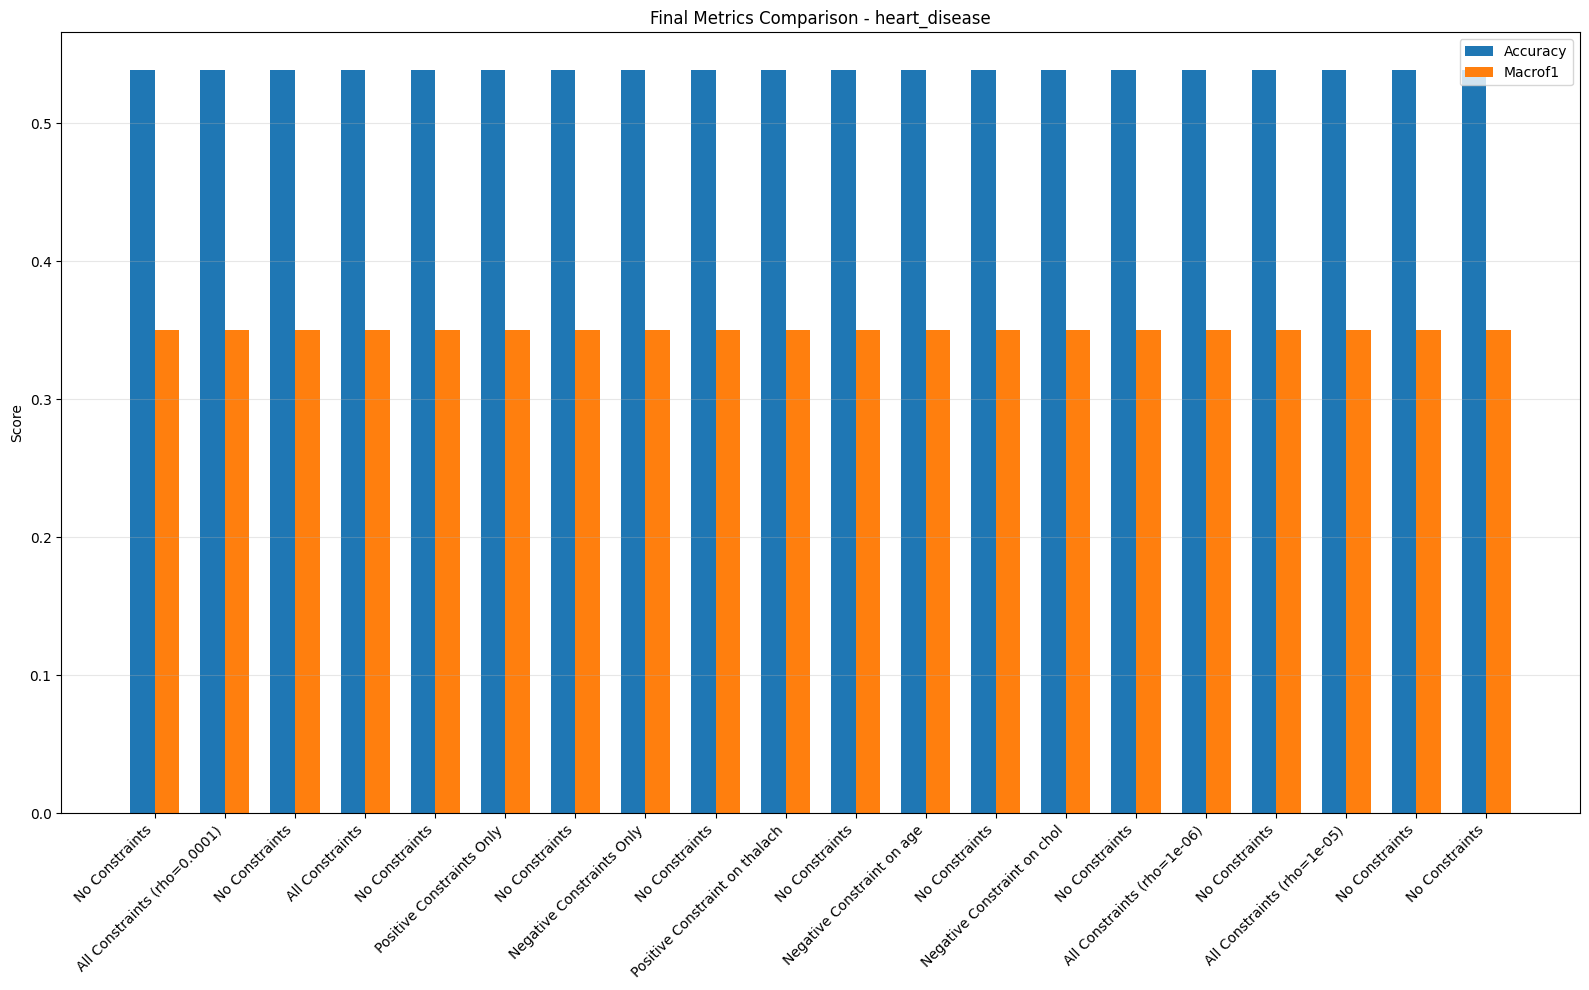 Final Metrics Comparison - heart_disease
Accuracy
Macrof1
Score
0.5
0.4
0.3
0.2
0.1
0.0
No Constraints
All Constraints (rho=0.0001)
No Constraints
All Constraints
No Constraints
Positive Constraints Only
No Constraints
Negative Constraints Only
No Constraints
Positive Constraint on thalach
No Constraints
Negative Constraint on age
No Constraints
Negative Constraint on chol
No Constraints
All Constraints (rho=1e-06)
No Constraints
All Constraints (rho=1e-05)
No Constraints
No Constraints